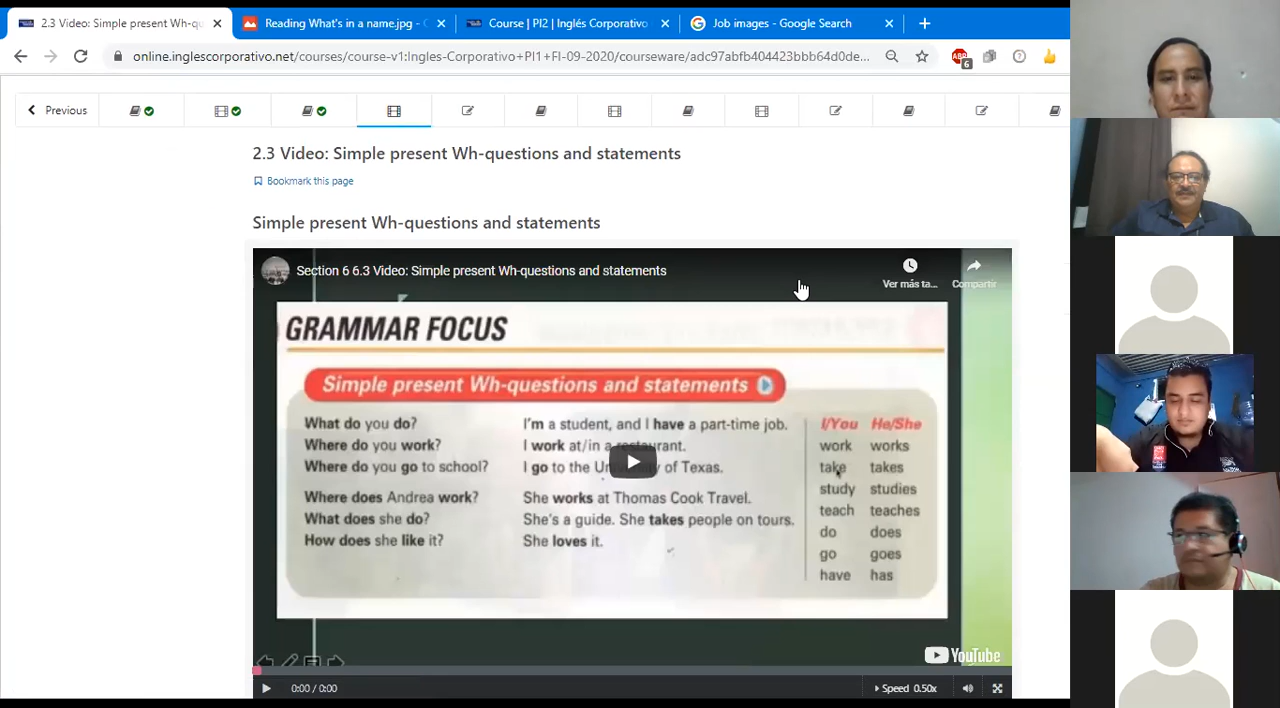 2.3 Video: Simple present Wh-qu
Reading What's in a name.jpg - 
Course | PI2 | Inglés Corporativo
Job images - Google Search
online.inglescorporativo.net/courses/course-v1:Ingles-Corporativo+PI1+FI-09-2020/courseware/adc97abfb404423bbb64d0de...
ABP
6
Previous
2.3 Video: Simple present Wh-questions and statements
Bookmark this page
Simple present Wh-questions and statements
Section 6 6.3 Video: Simple present Wh-questions and statements
Ver más ta...
Compartir
GRAMMAR FOCUS
Simple present Wh-questions and statements
What do you do? I'm a student, and I have a part-time job. I/You He/She
Where do you work? I work at/in a restaurant. work works
Where do you go to school? I go to the University of Texas. take takes
study studies
Where does Andrea work? She works at Thomas Cook Travel. teach teaches
What does she do? She's a guide. She takes people on tours. do does
How does she like it? She loves it. go goes
have has
YouTube
0:00 / 0:00
Speed 0.50x